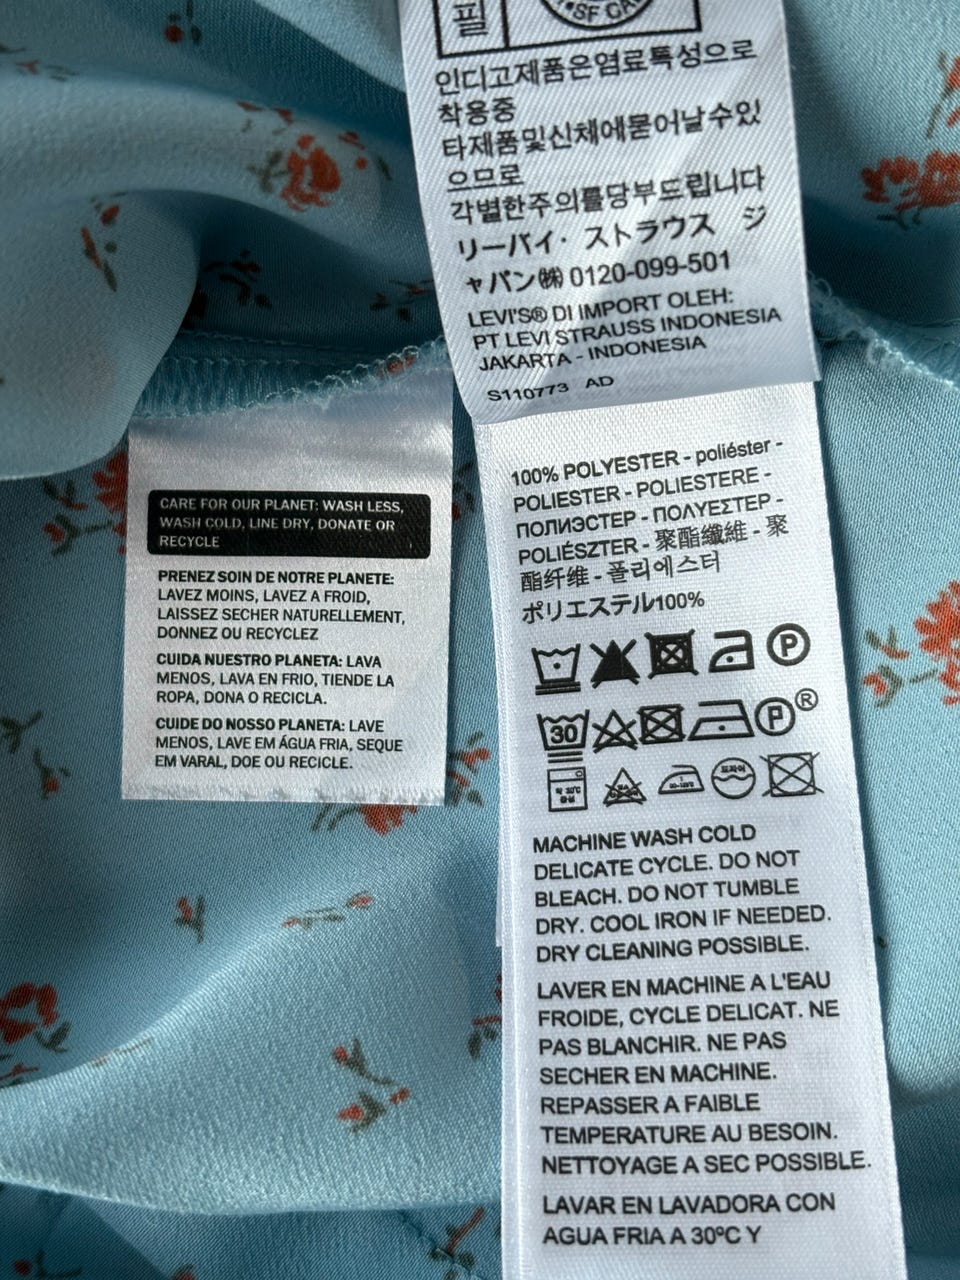 필
SF CA
인디고제품은염료특성으로
착용중
타제품및신체에묻어날수있
으므로
각별한주의를당부드립니다
リーバイ・ストラウス ジ
ャパン㈱ 0120-099-501
LEVI'S® DI IMPORT OLEH:
PT LEVI STRAUSS INDONESIA
JAKARTA - INDONESIA
S110773 AD
CARE FOR OUR PLANET: WASH LESS,
WASH COLD, LINE DRY, DONATE OR
RECYCLE
PRENEZ SOIN DE NOTRE PLANETE:
LAVEZ MOINS, LAVEZ A FROID,
LAISSEZ SECHER NATURELLEMENT,
DONNEZ OU RECYCLEZ
CUIDA NUESTRO PLANETA: LAVA
MENOS, LAVA EN FRIO, TIENDE LA
ROPA, DONA O RECICLA.
CUIDE DO NOSSO PLANETA: LAVE
MENOS, LAVE EM ÁGUA FRIA, SEQUE
EM VARAL, DOE OU RECICLE.
100% POLYESTER - poliéster -
POLIESTER - POLIESTERE -
ПОЛИЭСТЕР - ΠΟΛΥΕΣΤΕΡ -
POLIÉSZTER - 聚酯纖維 - 聚
酯纤维 - 폴리에스터
ポリエステル100%
P
30 P ®
MACHINE WASH COLD
DELICATE CYCLE. DO NOT
BLEACH. DO NOT TUMBLE
DRY. COOL IRON IF NEEDED.
DRY CLEANING POSSIBLE.
LAVER EN MACHINE A L'EAU
FROIDE, CYCLE DELICAT. NE
PAS BLANCHIR. NE PAS
SECHER EN MACHINE.
REPASSER A FAIBLE
TEMPERATURE AU BESOIN.
NETTOYAGE A SEC POSSIBLE.
LAVAR EN LAVADORA CON
AGUA FRIA A 30ºC Y